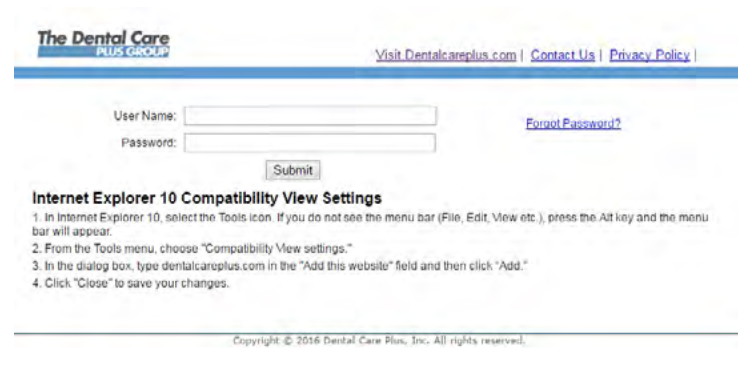 The Dental Care
PLUS GROUP
Visit Dentalcareplus.com | Contact Us | Privacy Policy |
User Name:
Forgot Password?
Password:
Submit
Internet Explorer 10 Compatibility View Settings
1. In Internet Explorer 10, select the Tools icon. If you do not see the menu bar (File, Edit, View etc.), press the Alt key and the menu
bar will appear.
2. From the Tools menu, choose "Compatibility View settings."
3. In the dialog box, type dentalcareplus.com in the "Add this website" field and then click "Add."
4. Click "Close" to save your changes.
Copyright © 2016 Dental Care Plus, Inc. All rights reserved.